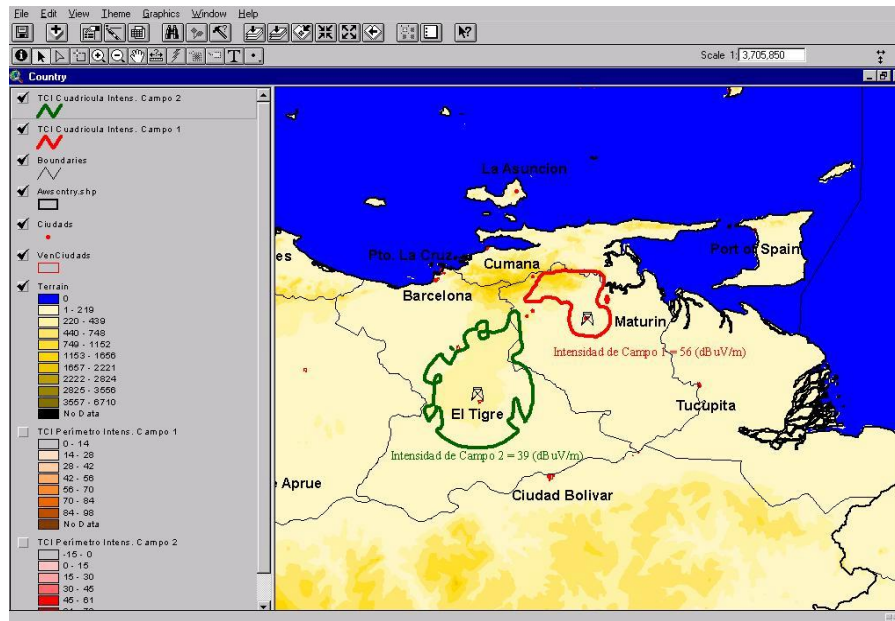 File Edit View Theme Graphics Window Help
Scale 1: 3,705,850
Country
TCI Cuadricula Intens. Campo 2
TCI Cuadricula Intens. Campo 1
Boundaries
Awscntry.shp
Ciudads
VenCiudads
Terrain
0
1 - 219
220 - 439
440 - 748
749 - 1152
1153 - 1656
1657 - 2221
2222 - 2824
2825 - 3556
3557 - 6710
No Data
TCI Perímetro Intens. Campo 1
0 - 14
14 - 28
28 - 42
42 - 56
56 - 70
70 - 84
84 - 98
No Data
TCI Perímetro Intens. Campo 2
-15 - 0
0 - 15
15 - 30
30 - 45
45 - 61
La Asuncion
Port of Spain
es
Pto. La Cruz
Cumana
Barcelona
Maturin
Intensidad de Campo 1 = 56 (dBuV/m)
El Tigre
Tucupita
Intensidad de Campo 2 = 39 (dBuV/m)
e Aprue
Ciudad Bolivar